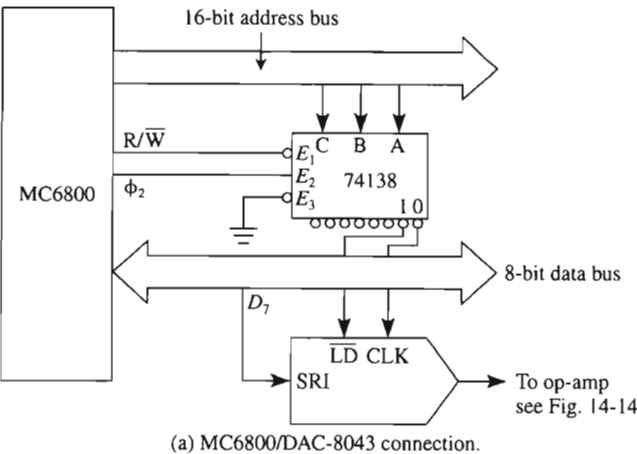 16-bit address bus
R/W̅
C B A
E₁
E₂
74138
MC6800
ϕ₂
E₃
1 0
8-bit data bus
D₇
L̅D̅ CLK
SRI
To op-amp
see Fig. 14-14
(a) MC6800/DAC-8043 connection.